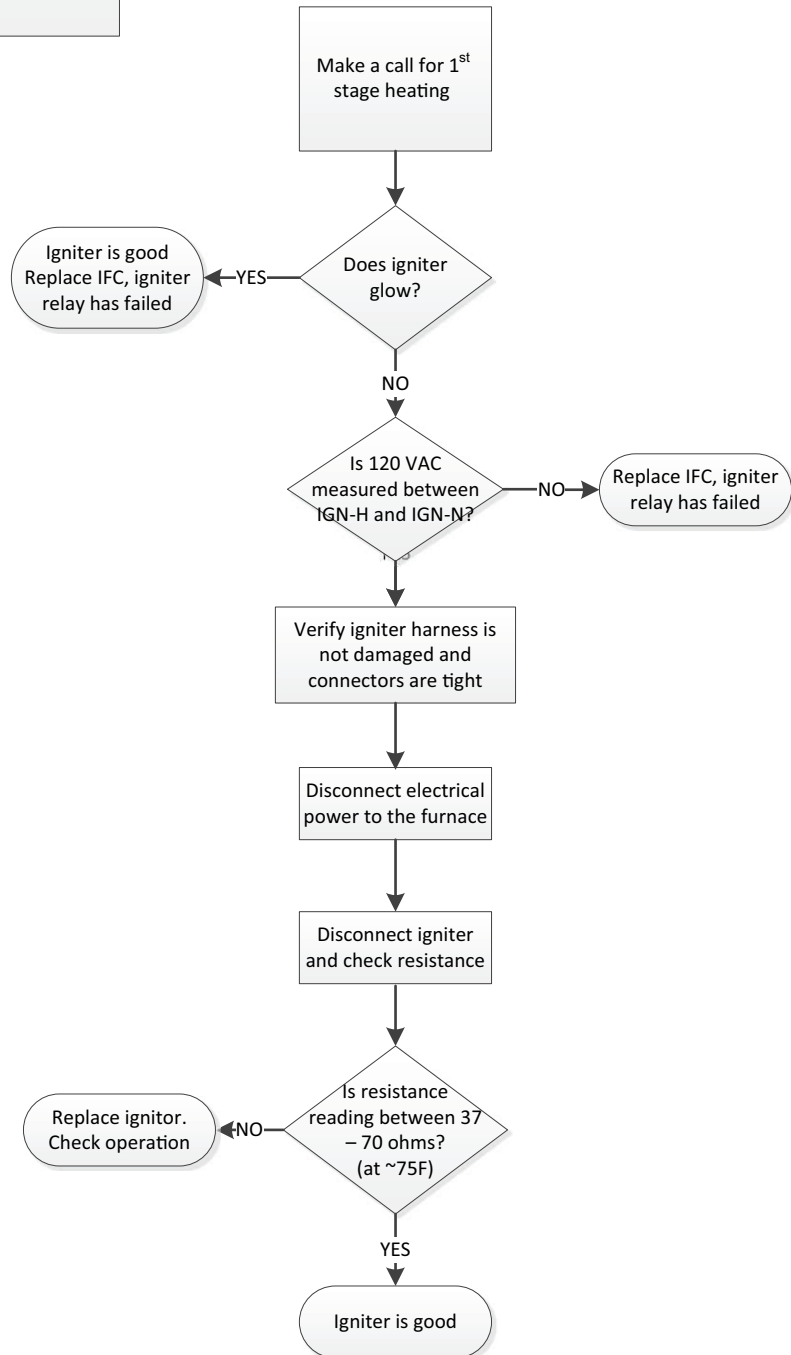 Make a call for 1st
stage heating
Does igniter
glow?
YES
Igniter is good
Replace IFC, igniter
relay has failed
NO
Is 120 VAC
measured between
IGN-H and IGN-N?
NO
Replace IFC, igniter
relay has failed
Verify igniter harness is
not damaged and
connectors are tight
Disconnect electrical
power to the furnace
Disconnect igniter
and check resistance
Is resistance
reading between 37
– 70 ohms?
(at ~75F)
NO
Replace ignitor.
Check operation
YES
Igniter is good